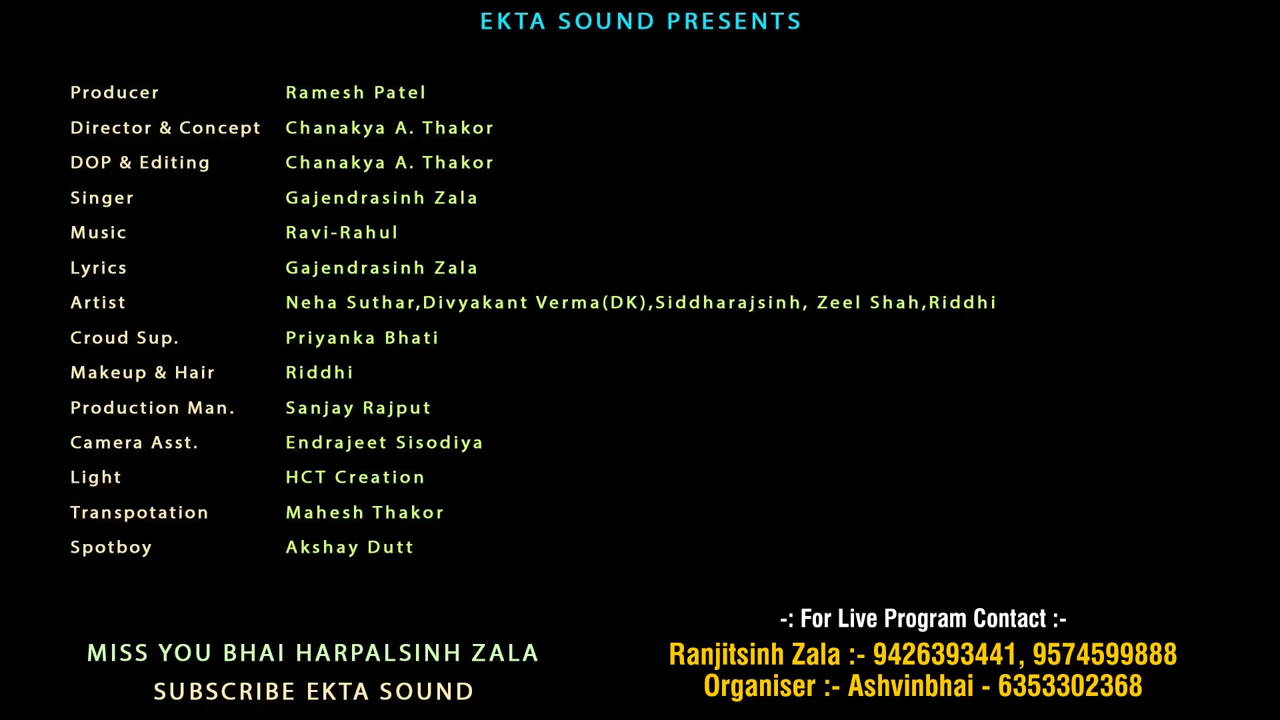 EKTA SOUND PRESENTS
Producer Ramesh Patel
Director & Concept Chanakya A. Thakor
DOP & Editing Chanakya A. Thakor
Singer Gajendrasinh Zala
Music Ravi-Rahul
Lyrics Gajendrasinh Zala
Artist Neha Suthar,Divyakant Verma(DK),Siddharajsinh, Zeel Shah,Riddhi
Croud Sup. Priyanka Bhati
Makeup & Hair Riddhi
Production Man. Sanjay Rajput
Camera Asst. Endrajeet Sisodiya
Light HCT Creation
Transpotation Mahesh Thakor
Spotboy Akshay Dutt
MISS YOU BHAI HARPALSINH ZALA
SUBSCRIBE EKTA SOUND
-: For Live Program Contact :-
Ranjitsinh Zala :- 9426393441, 9574599888
Organiser :- Ashvinbhai - 6353302368